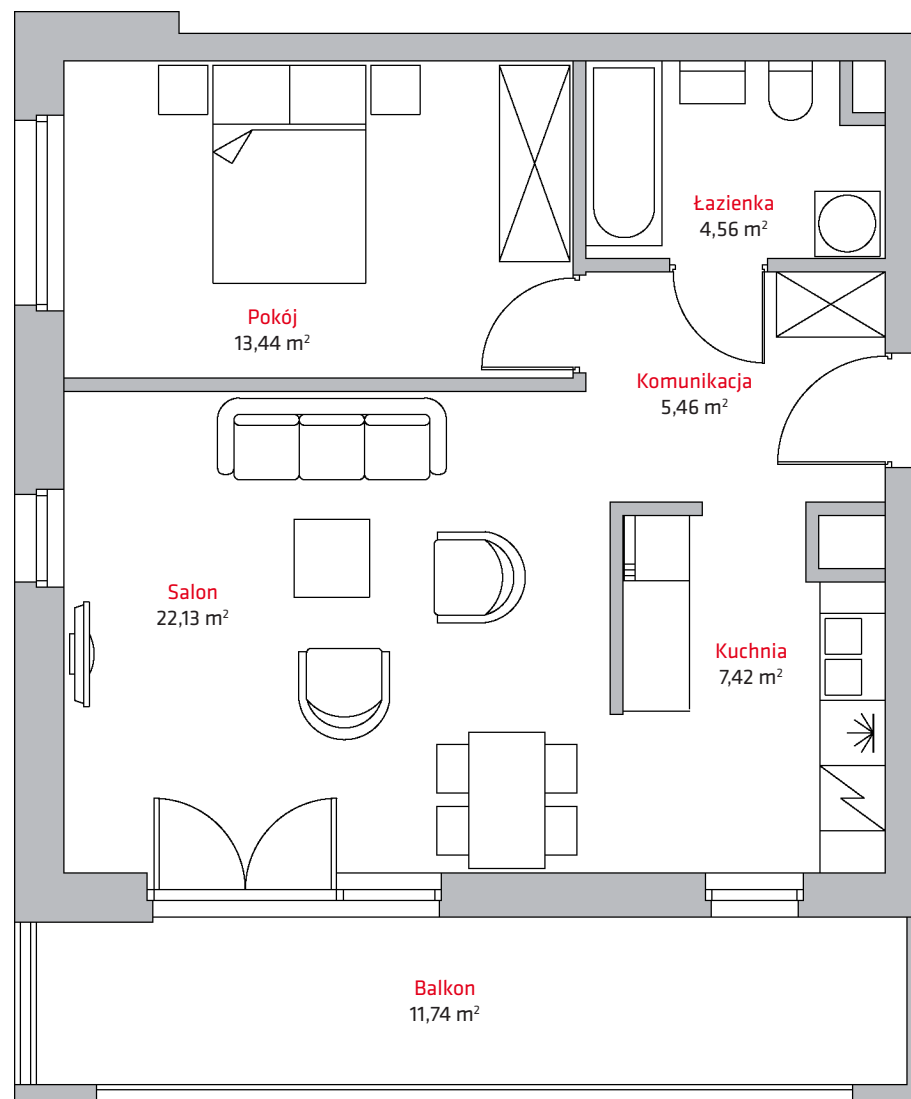 Łazienka
4,56 m²
Pokój
13,44 m²
Komunikacja
5,46 m²
Salon
22,13 m²
Kuchnia
7,42 m²
Balkon
11,74 m²